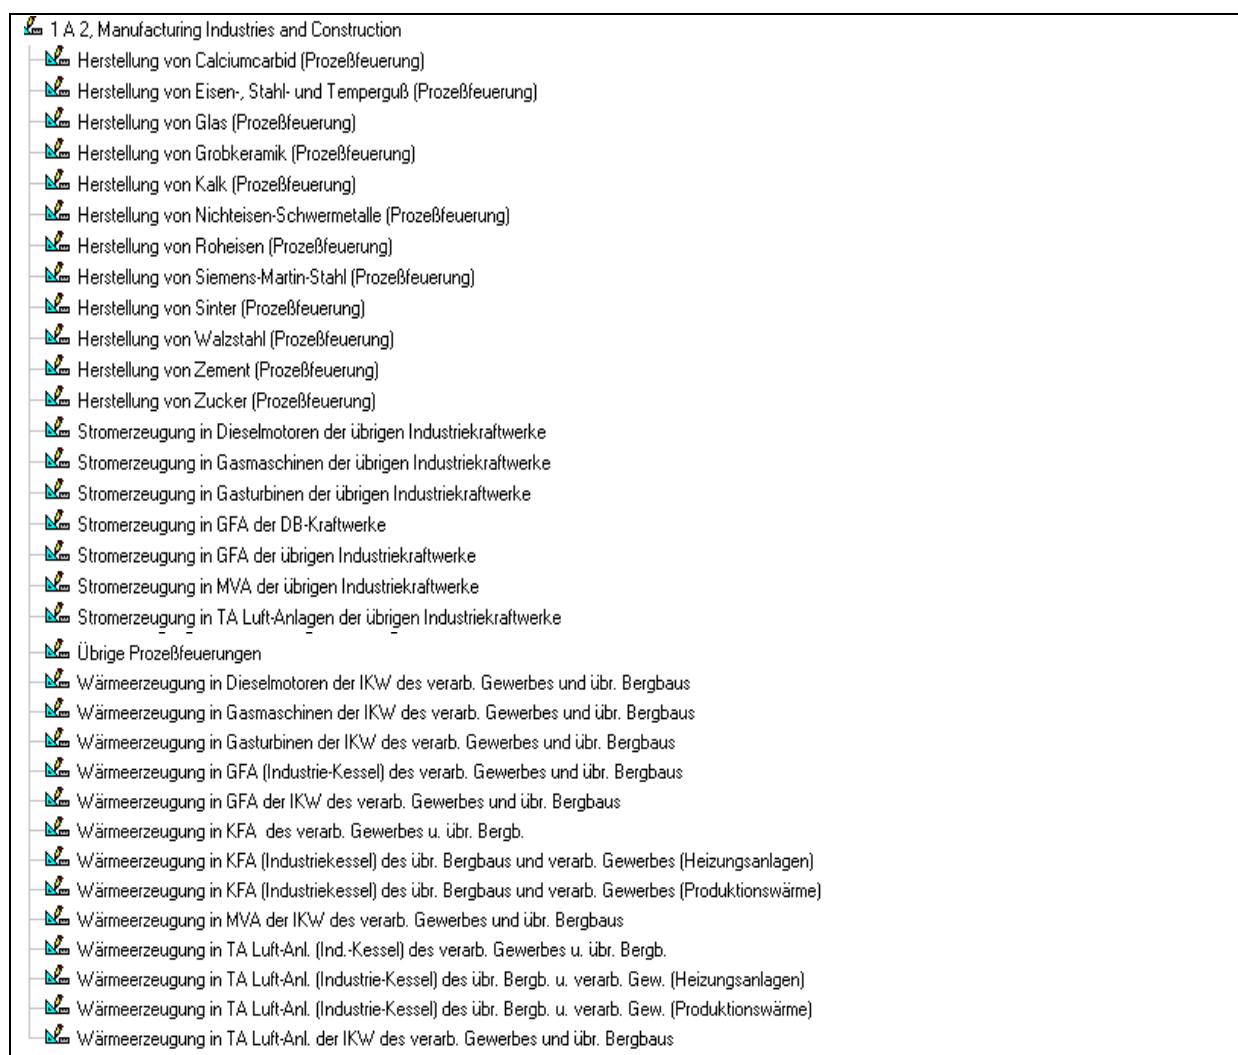 1 A 2, Manufacturing Industries and Construction
Herstellung von Calciumcarbid (Prozeßfeuerung)
Herstellung von Eisen-, Stahl- und Temperguß (Prozeßfeuerung)
Herstellung von Glas (Prozeßfeuerung)
Herstellung von Grobkeramik (Prozeßfeuerung)
Herstellung von Kalk (Prozeßfeuerung)
Herstellung von Nichteisen-Schwermetalle (Prozeßfeuerung)
Herstellung von Roheisen (Prozeßfeuerung)
Herstellung von Siemens-Martin-Stahl (Prozeßfeuerung)
Herstellung von Sinter (Prozeßfeuerung)
Herstellung von Walzstahl (Prozeßfeuerung)
Herstellung von Zement (Prozeßfeuerung)
Herstellung von Zucker (Prozeßfeuerung)
Stromerzeugung in Dieselmotoren der übrigen Industriekraftwerke
Stromerzeugung in Gasmaschinen der übrigen Industriekraftwerke
Stromerzeugung in Gasturbinen der übrigen Industriekraftwerke
Stromerzeugung in GFA der DB-Kraftwerke
Stromerzeugung in GFA der übrigen Industriekraftwerke
Stromerzeugung in MVA der übrigen Industriekraftwerke
Stromerzeugung in TA Luft-Anlagen der übrigen Industriekraftwerke
Übrige Prozeßfeuerungen
Wärmeerzeugung in Dieselmotoren der IKW des verarb. Gewerbes und übr. Bergbaus
Wärmeerzeugung in Gasmaschinen der IKW des verarb. Gewerbes und übr. Bergbaus
Wärmeerzeugung in Gasturbinen der IKW des verarb. Gewerbes und übr. Bergbaus
Wärmeerzeugung in GFA (Industrie-Kessel) des verarb. Gewerbes und übr. Bergbaus
Wärmeerzeugung in GFA der IKW des verarb. Gewerbes und übr. Bergbaus
Wärmeerzeugung in KFA  des verarb. Gewerbes u. übr. Bergb.
Wärmeerzeugung in KFA (Industriekessel) des übr. Bergbaus und verarb. Gewerbes (Heizungsanlagen)
Wärmeerzeugung in KFA (Industriekessel) des übr. Bergbaus und verarb. Gewerbes (Produktionswärme)
Wärmeerzeugung in MVA der IKW des verarb. Gewerbes und übr. Bergbaus
Wärmeerzeugung in TA Luft-Anl. (Ind.-Kessel) des verarb. Gewerbes u. übr. Bergb.
Wärmeerzeugung in TA Luft-Anl. (Industrie-Kessel) des übr. Bergb. u. verarb. Gew. (Heizungsanlagen)
Wärmeerzeugung in TA Luft-Anl. (Industrie-Kessel) des übr. Bergb. u. verarb. Gew. (Produktionswärme)
Wärmeerzeugung in TA Luft-Anl. der IKW des verarb. Gewerbes und übr. Bergbaus